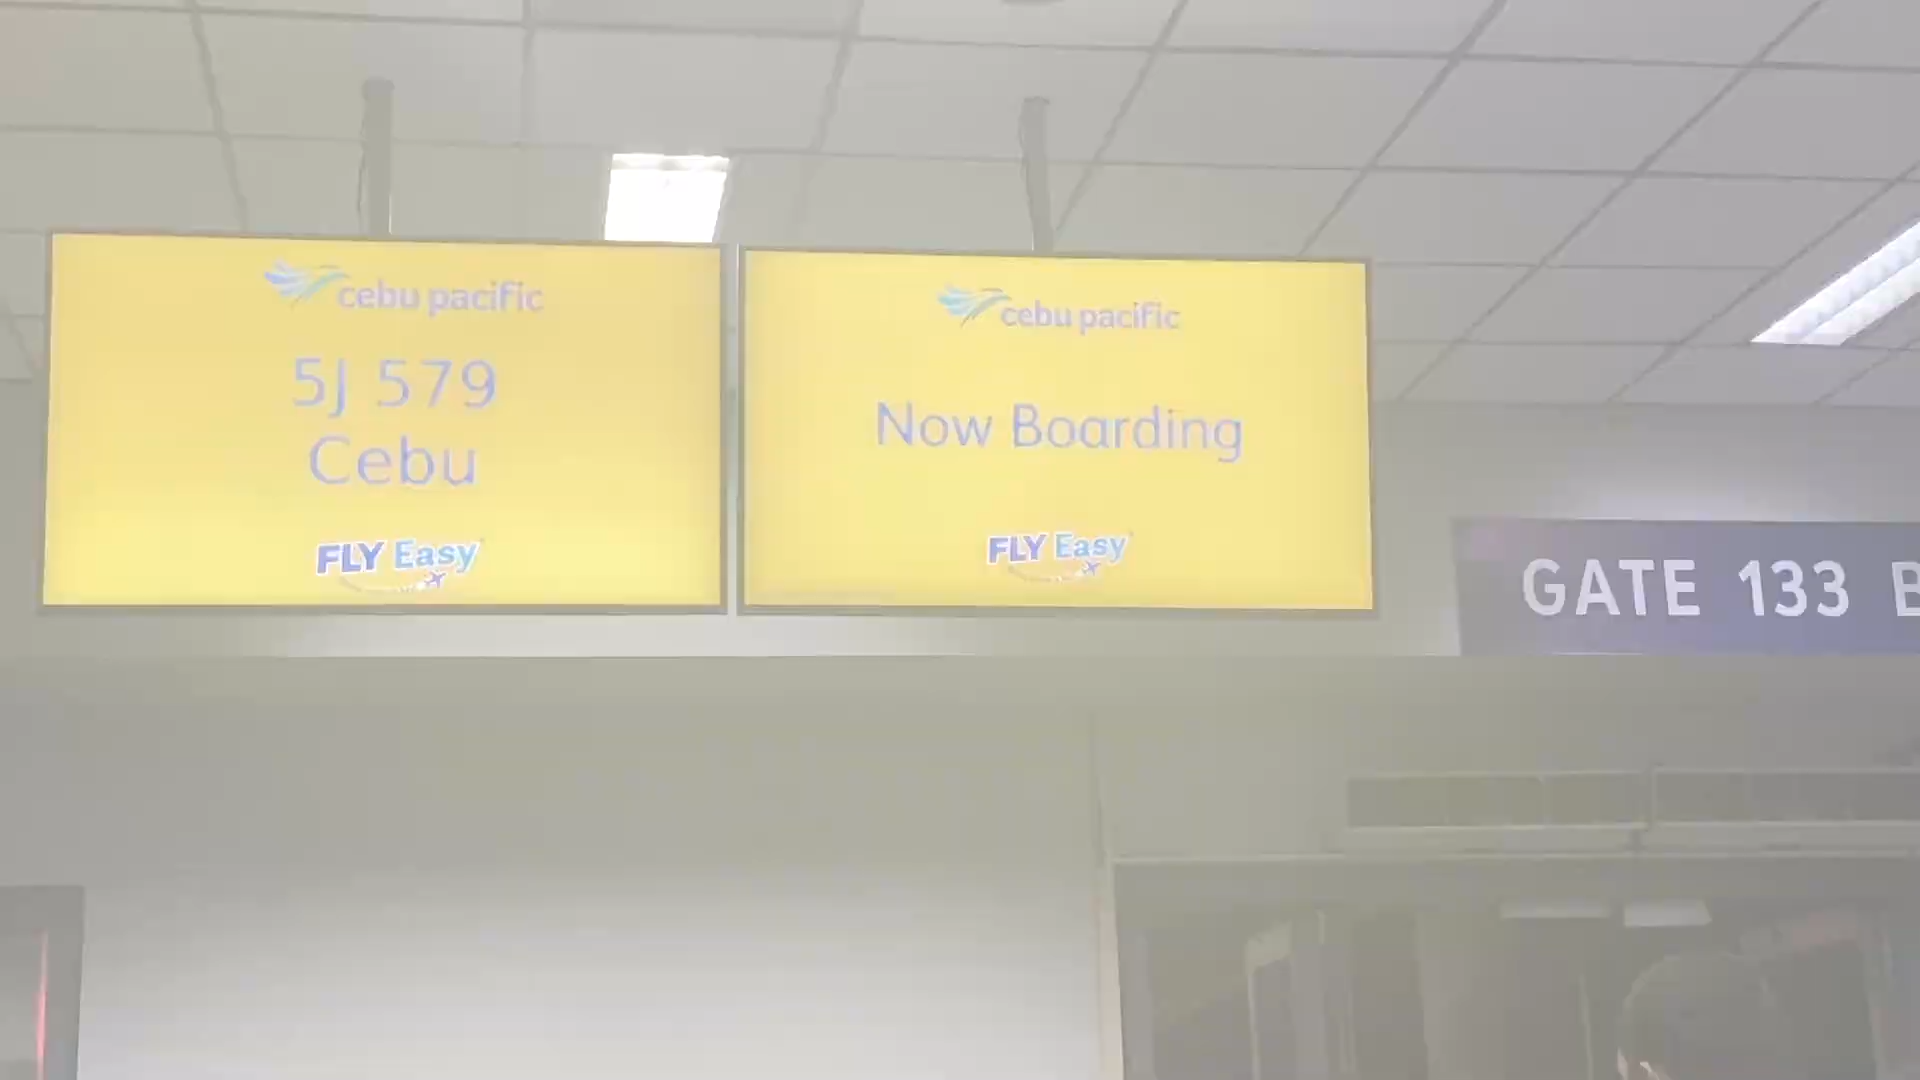 cebu pacific
5J 579
Cebu
FLY Easy
cebu pacific
Now Boarding
FLY Easy
GATE 133 B